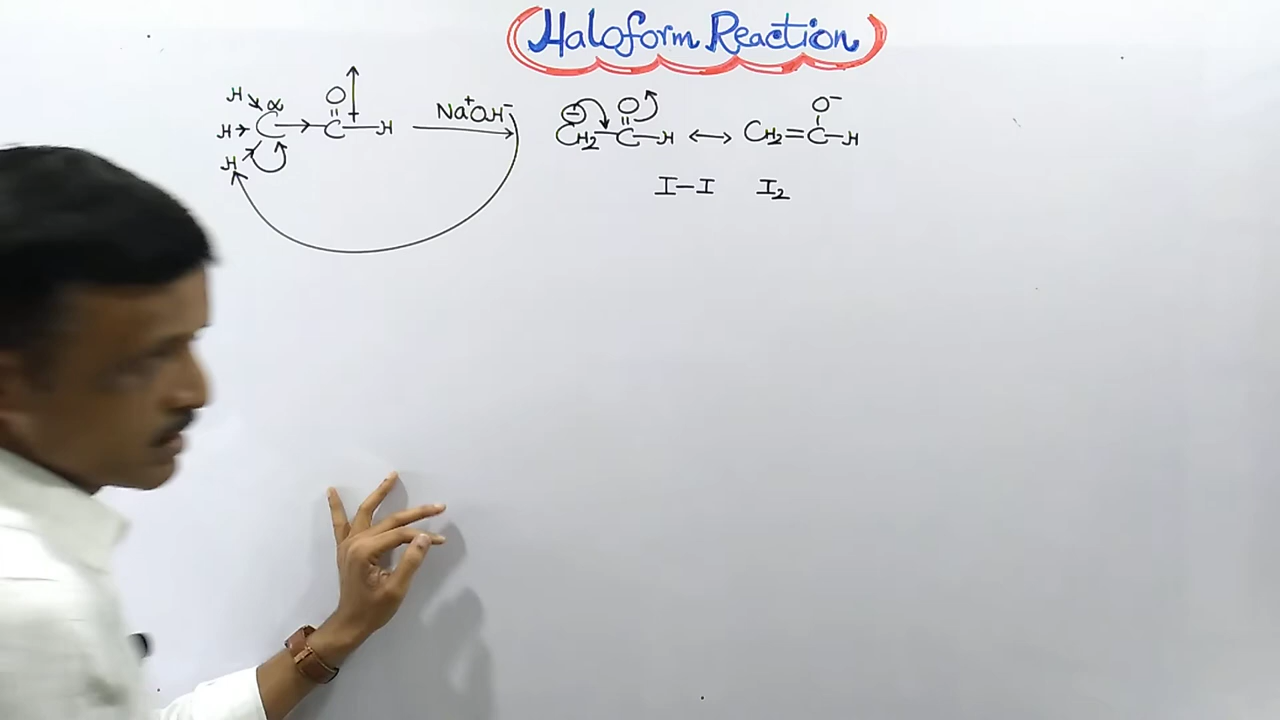 Haloform Reaction
H α O Na⁺OH⁻ ⊖ O O⁻
H C C H CH₂ C H CH₂=C-H
H
I-I I₂